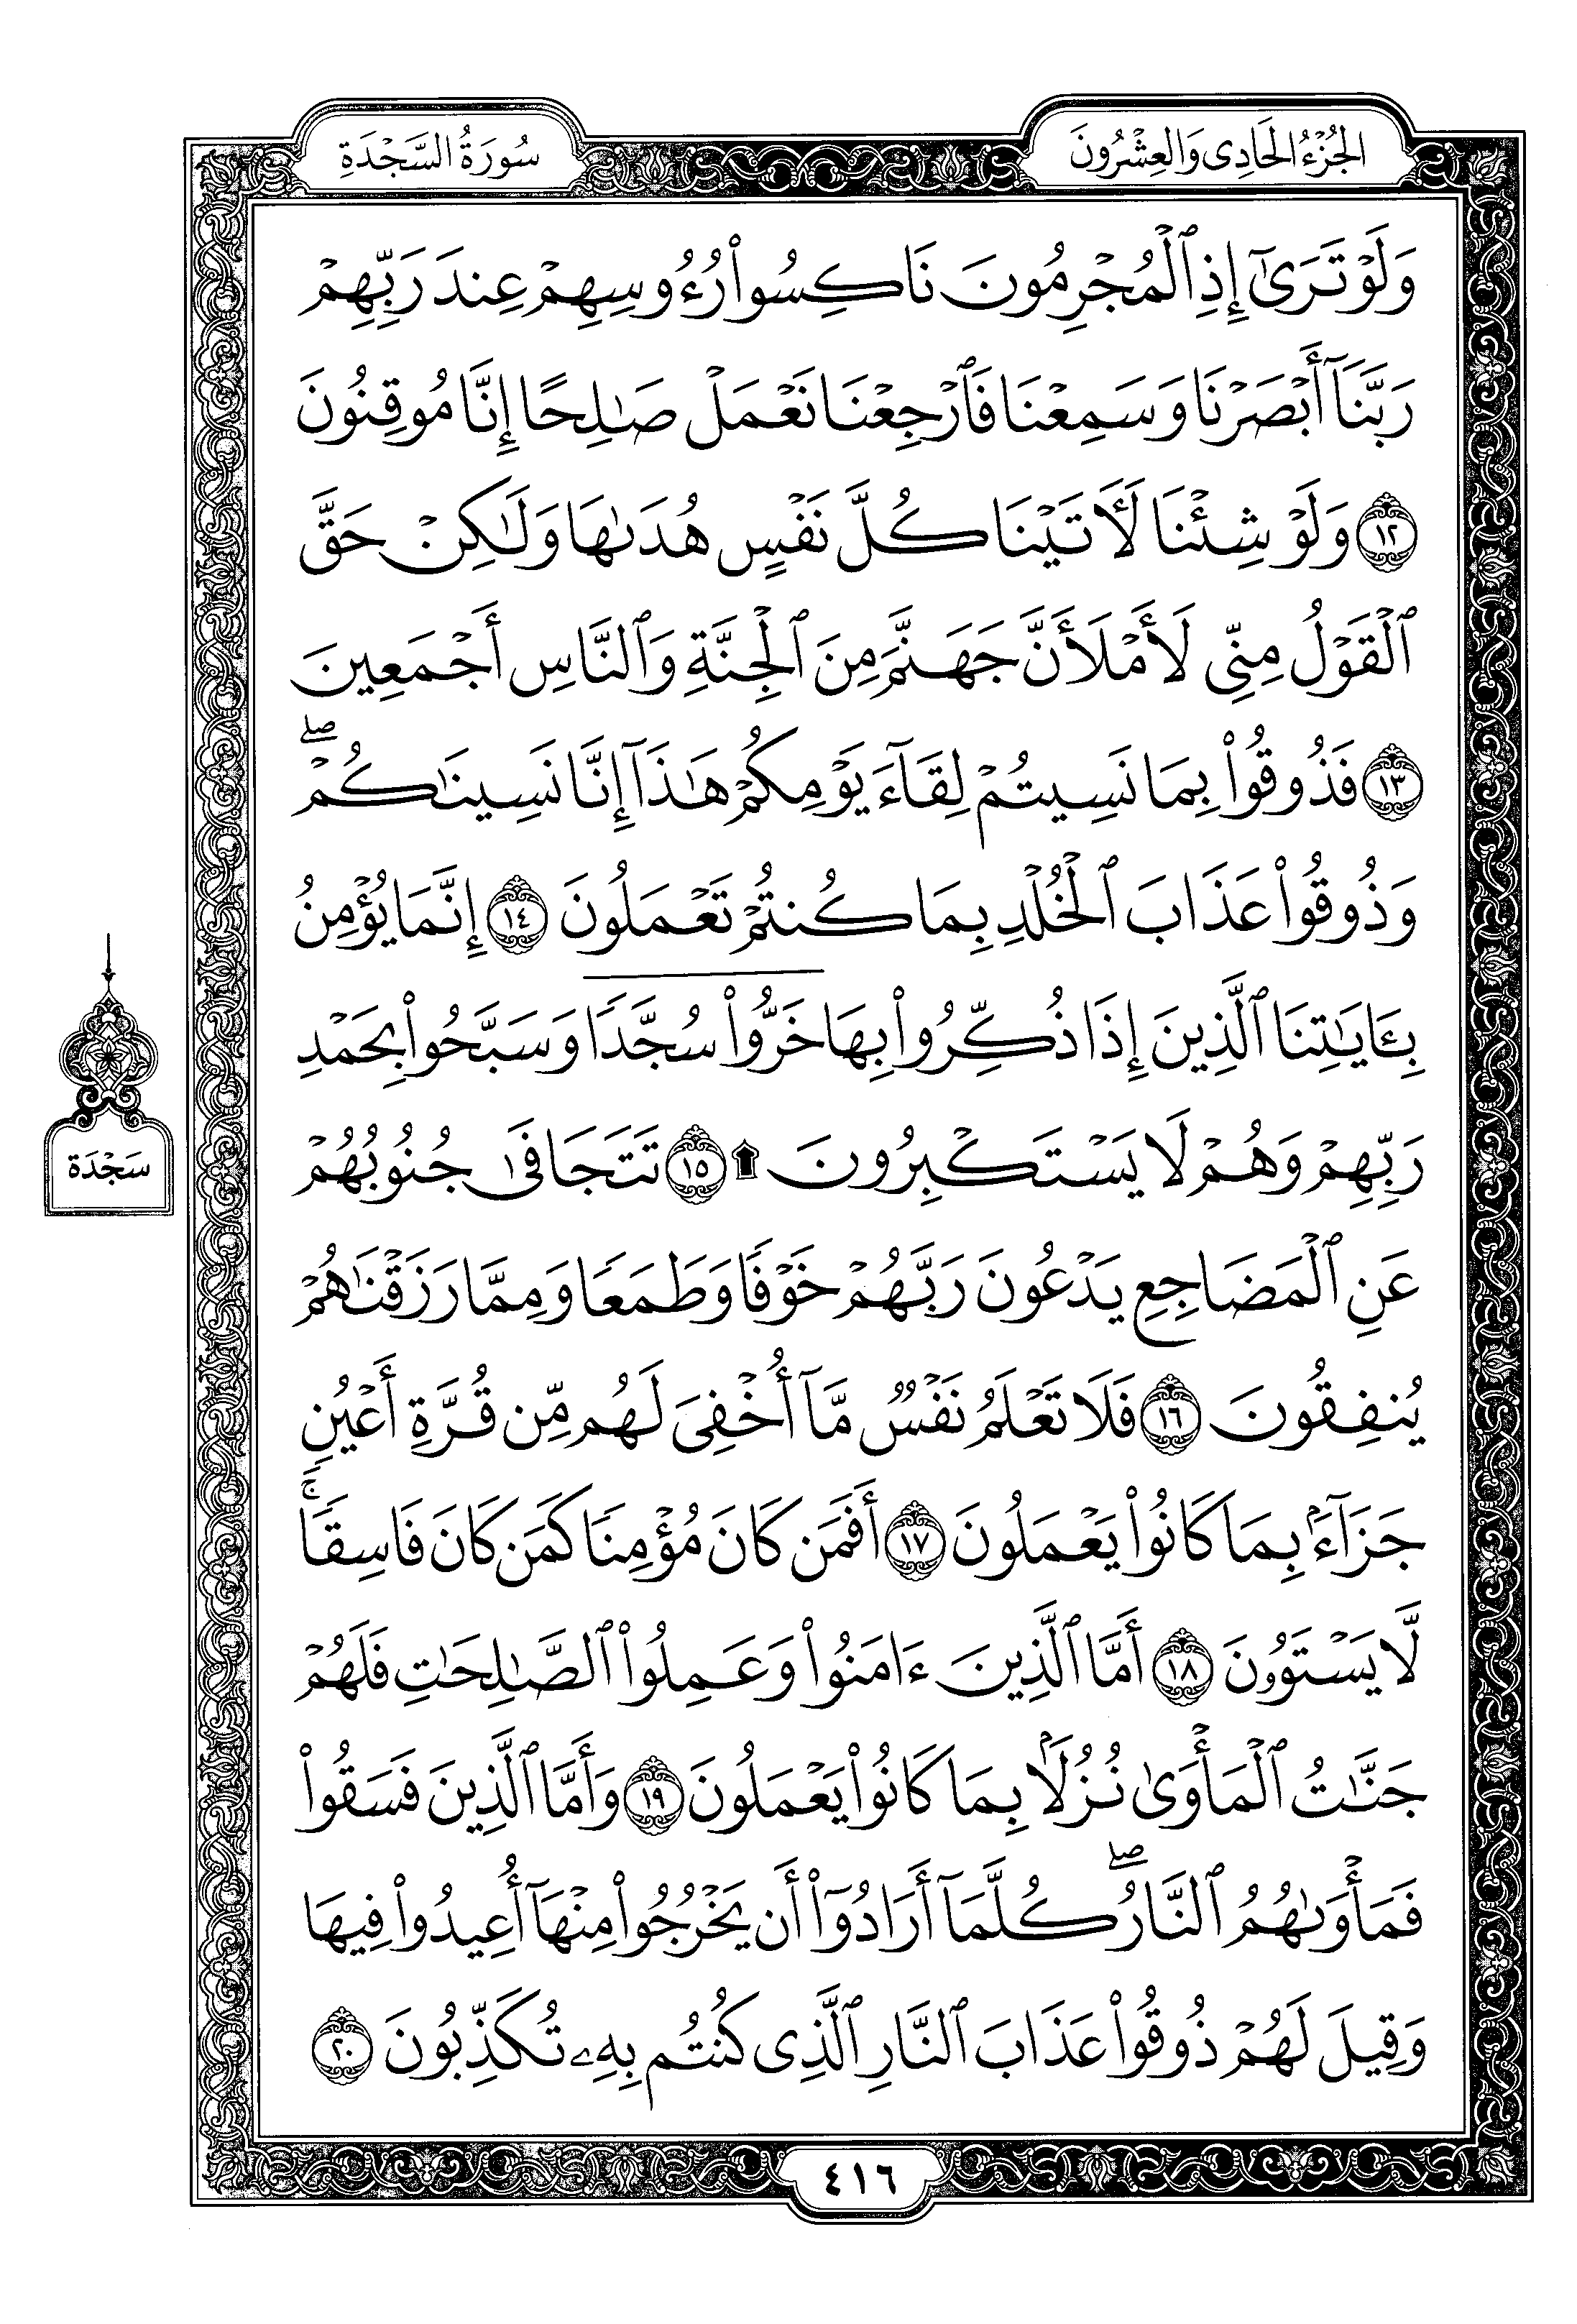 الجُزْءُ الحَادِى وَالعِشْرُونَ
سُورَةُ السَّجْدَةِ
وَلَوْ تَرَىٰٓ إِذِ ٱلْمُجْرِمُونَ نَاكِسُوا۟ رُءُوسِهِمْ عِندَ رَبِّهِمْ
رَبَّنَآ أَبْصَرْنَا وَسَمِعْنَا فَٱرْجِعْنَا نَعْمَلْ صَـٰلِحًا إِنَّا مُوقِنُونَ
١٢ وَلَوْ شِئْنَا لَـَٔاتَيْنَا كُلَّ نَفْسٍ هُدَىٰهَا وَلَـٰكِنْ حَقَّ
ٱلْقَوْلُ مِنِّى لَأَمْلَأَنَّ جَهَنَّمَ مِنَ ٱلْجِنَّةِ وَٱلنَّاسِ أَجْمَعِينَ
١٣ فَذُوقُوا۟ بِمَا نَسِيتُمْ لِقَآءَ يَوْمِكُمْ هَـٰذَآ إِنَّا نَسِينَـٰكُمْ ۖ
وَذُوقُوا۟ عَذَابَ ٱلْخُلْدِ بِمَا كُنتُمْ تَعْمَلُونَ ١٤ إِنَّمَا يُؤْمِنُ
بِـَٔايَـٰتِنَا ٱلَّذِينَ إِذَا ذُكِّرُوا۟ بِهَا خَرُّوا۟ سُجَّدًا وَسَبَّحُوا۟ بِحَمْدِ
رَبِّهِمْ وَهُمْ لَا يَسْتَكْبِرُونَ ۩ ١٥ تَتَجَافَىٰ جُنُوبُهُمْ
سَجْدَة
عَنِ ٱلْمَضَاجِعِ يَدْعُونَ رَبَّهُمْ خَوْفًا وَطَمَعًا وَمِمَّا رَزَقْنَـٰهُمْ
يُنفِقُونَ ١٦ فَلَا تَعْلَمُ نَفْسٌ مَّآ أُخْفِىَ لَهُم مِّن قُرَّةِ أَعْيُنٍ
جَزَآءًۢ بِمَا كَانُوا۟ يَعْمَلُونَ ١٧ أَفَمَن كَانَ مُؤْمِنًا كَمَن كَانَ فَاسِقًا ۚ
لَّا يَسْتَوُۥنَ ١٨ أَمَّا ٱلَّذِينَ ءَامَنُوا۟ وَعَمِلُوا۟ ٱلصَّـٰلِحَـٰتِ فَلَهُمْ
جَنَّـٰتُ ٱلْمَأْوَىٰ نُزُلًۢا بِمَا كَانُوا۟ يَعْمَلُونَ ١٩ وَأَمَّا ٱلَّذِينَ فَسَقُوا۟
فَمَأْوَىٰهُمُ ٱلنَّارُ ۖ كُلَّمَآ أَرَادُوٓا۟ أَن يَخْرُجُوا۟ مِنْهَآ أُعِيدُوا۟ فِيهَا
وَقِيلَ لَهُمْ ذُوقُوا۟ عَذَابَ ٱلنَّارِ ٱلَّذِى كُنتُم بِهِۦ تُكَذِّبُونَ ٢٠
٤١٦